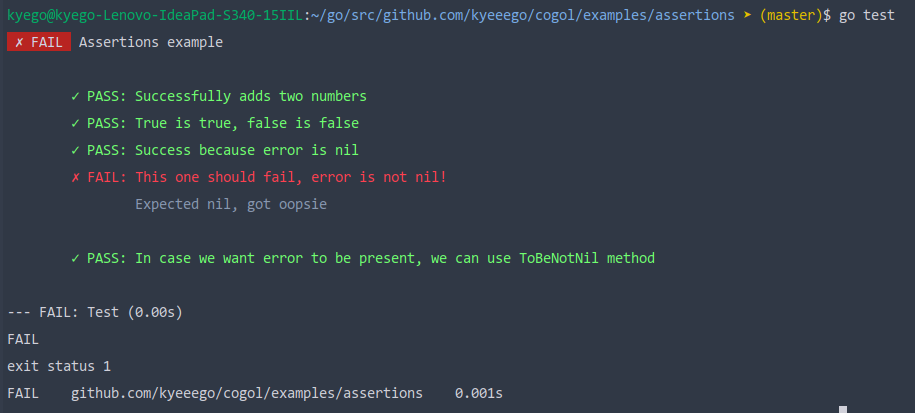 kyego@kyego-Lenovo-IdeaPad-S340-15IIL:~/go/src/github.com/kyeeego/cogol/examples/assertions ➤ (master)$ go test
✗ FAIL Assertions example
✓ PASS: Successfully adds two numbers
✓ PASS: True is true, false is false
✓ PASS: Success because error is nil
✗ FAIL: This one should fail, error is not nil!
Expected nil, got oopsie
✓ PASS: In case we want error to be present, we can use ToBeNotNil method
--- FAIL: Test (0.00s)
FAIL
exit status 1
FAIL    github.com/kyeeego/cogol/examples/assertions    0.001s